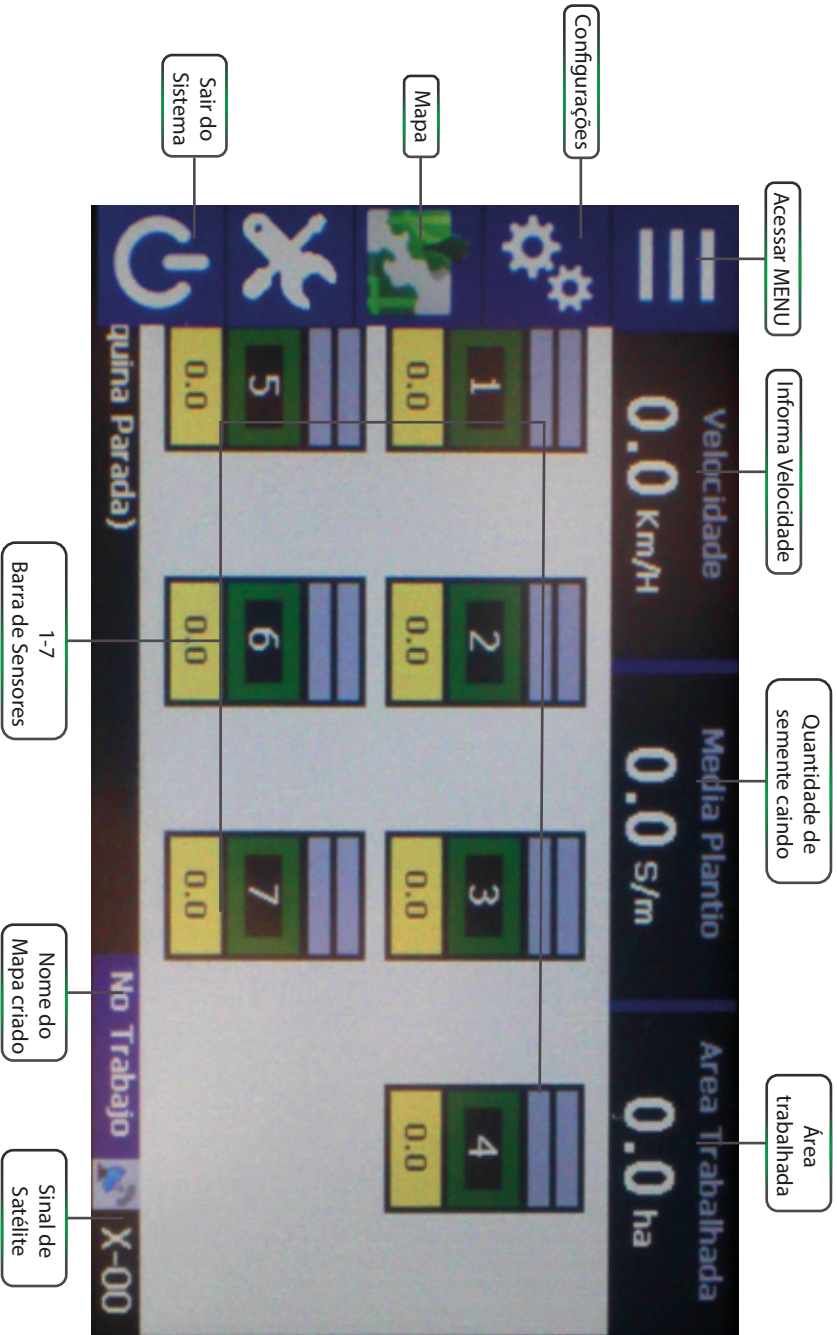 Acessar MENU
Informa Velocidade
Quantidade de
semente caindo
Área
trabalhada
Configurações
Mapa
Sair do
Sistema
Velocidade
0.0 Km/H
Media Plantio
0.0 S/m
Area Trabalhada
0.0 ha
1
0.0
2
0.0
3
0.0
4
0.0
5
0.0
6
0.0
7
0.0
quina Parada)
No Trabajo
X-00
1-7
Barra de Sensores
Nome do
Mapa criado
Sinal de
Satélite